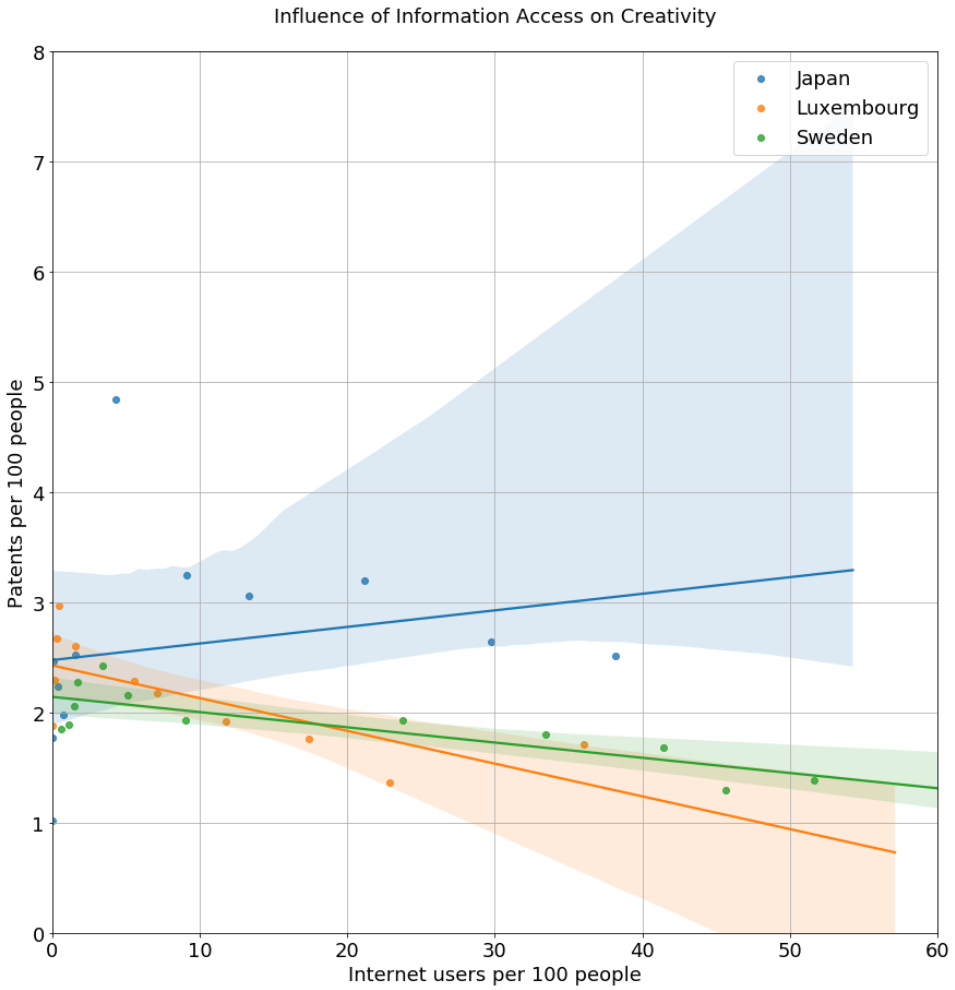 Influence of Information Access on Creativity
Japan
Luxembourg
Sweden
8
7
6
5
4
3
2
1
0
Patents per 100 people
0 10 20 30 40 50 60
Internet users per 100 people